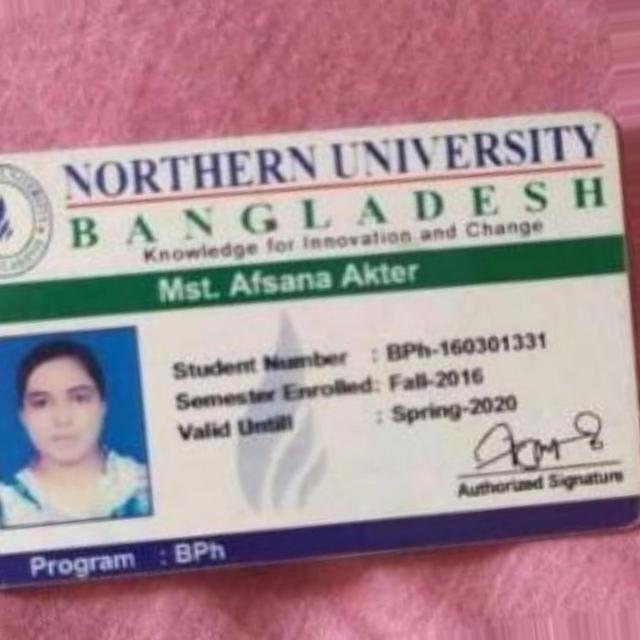 NORTHERN UNIVERSITY
BANGLADESH
Knowledge for Innovation and Change
Mst. Afsana Akter
Student Number : BPh-160301331
Semester Enrolled: Fall-2016
Valid Untill : Spring-2020
Authorized Signature
Program : BPh